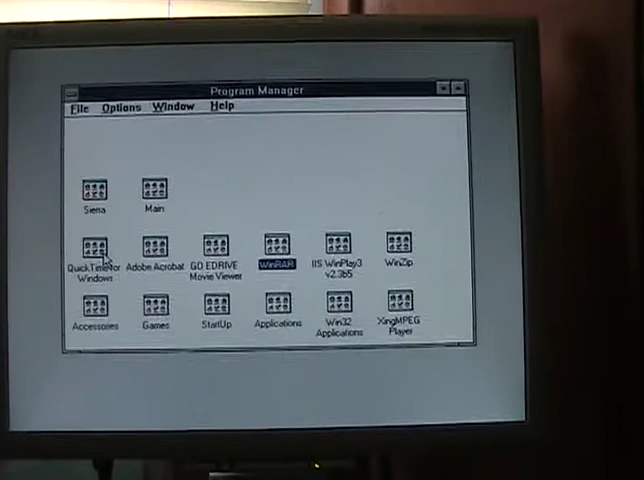 Program Manager
File Options Window Help
Sierra Main
QuickTime for Windows Adobe Acrobat GO EDRIVE Movie Viewer WinRAR IIS WinPlay3 v2.3b5 WinZip
Accessories Games StartUp Applications Win32 Applications XingMPEG Player